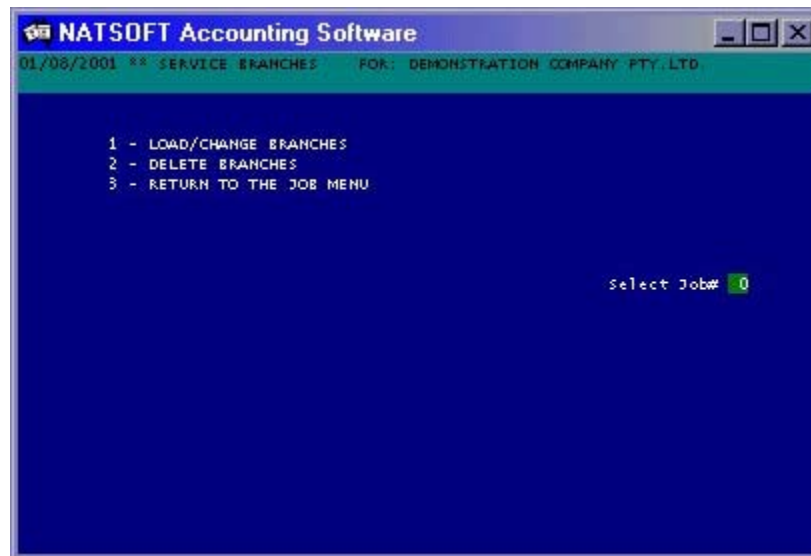 NATSOFT Accounting Software
01/08/2001 ** SERVICE BRANCHES FOR: DEMONSTRATION COMPANY PTY.LTD.
1 - LOAD/CHANGE BRANCHES
2 - DELETE BRANCHES
3 - RETURN TO THE JOB MENU
Select Job# 0